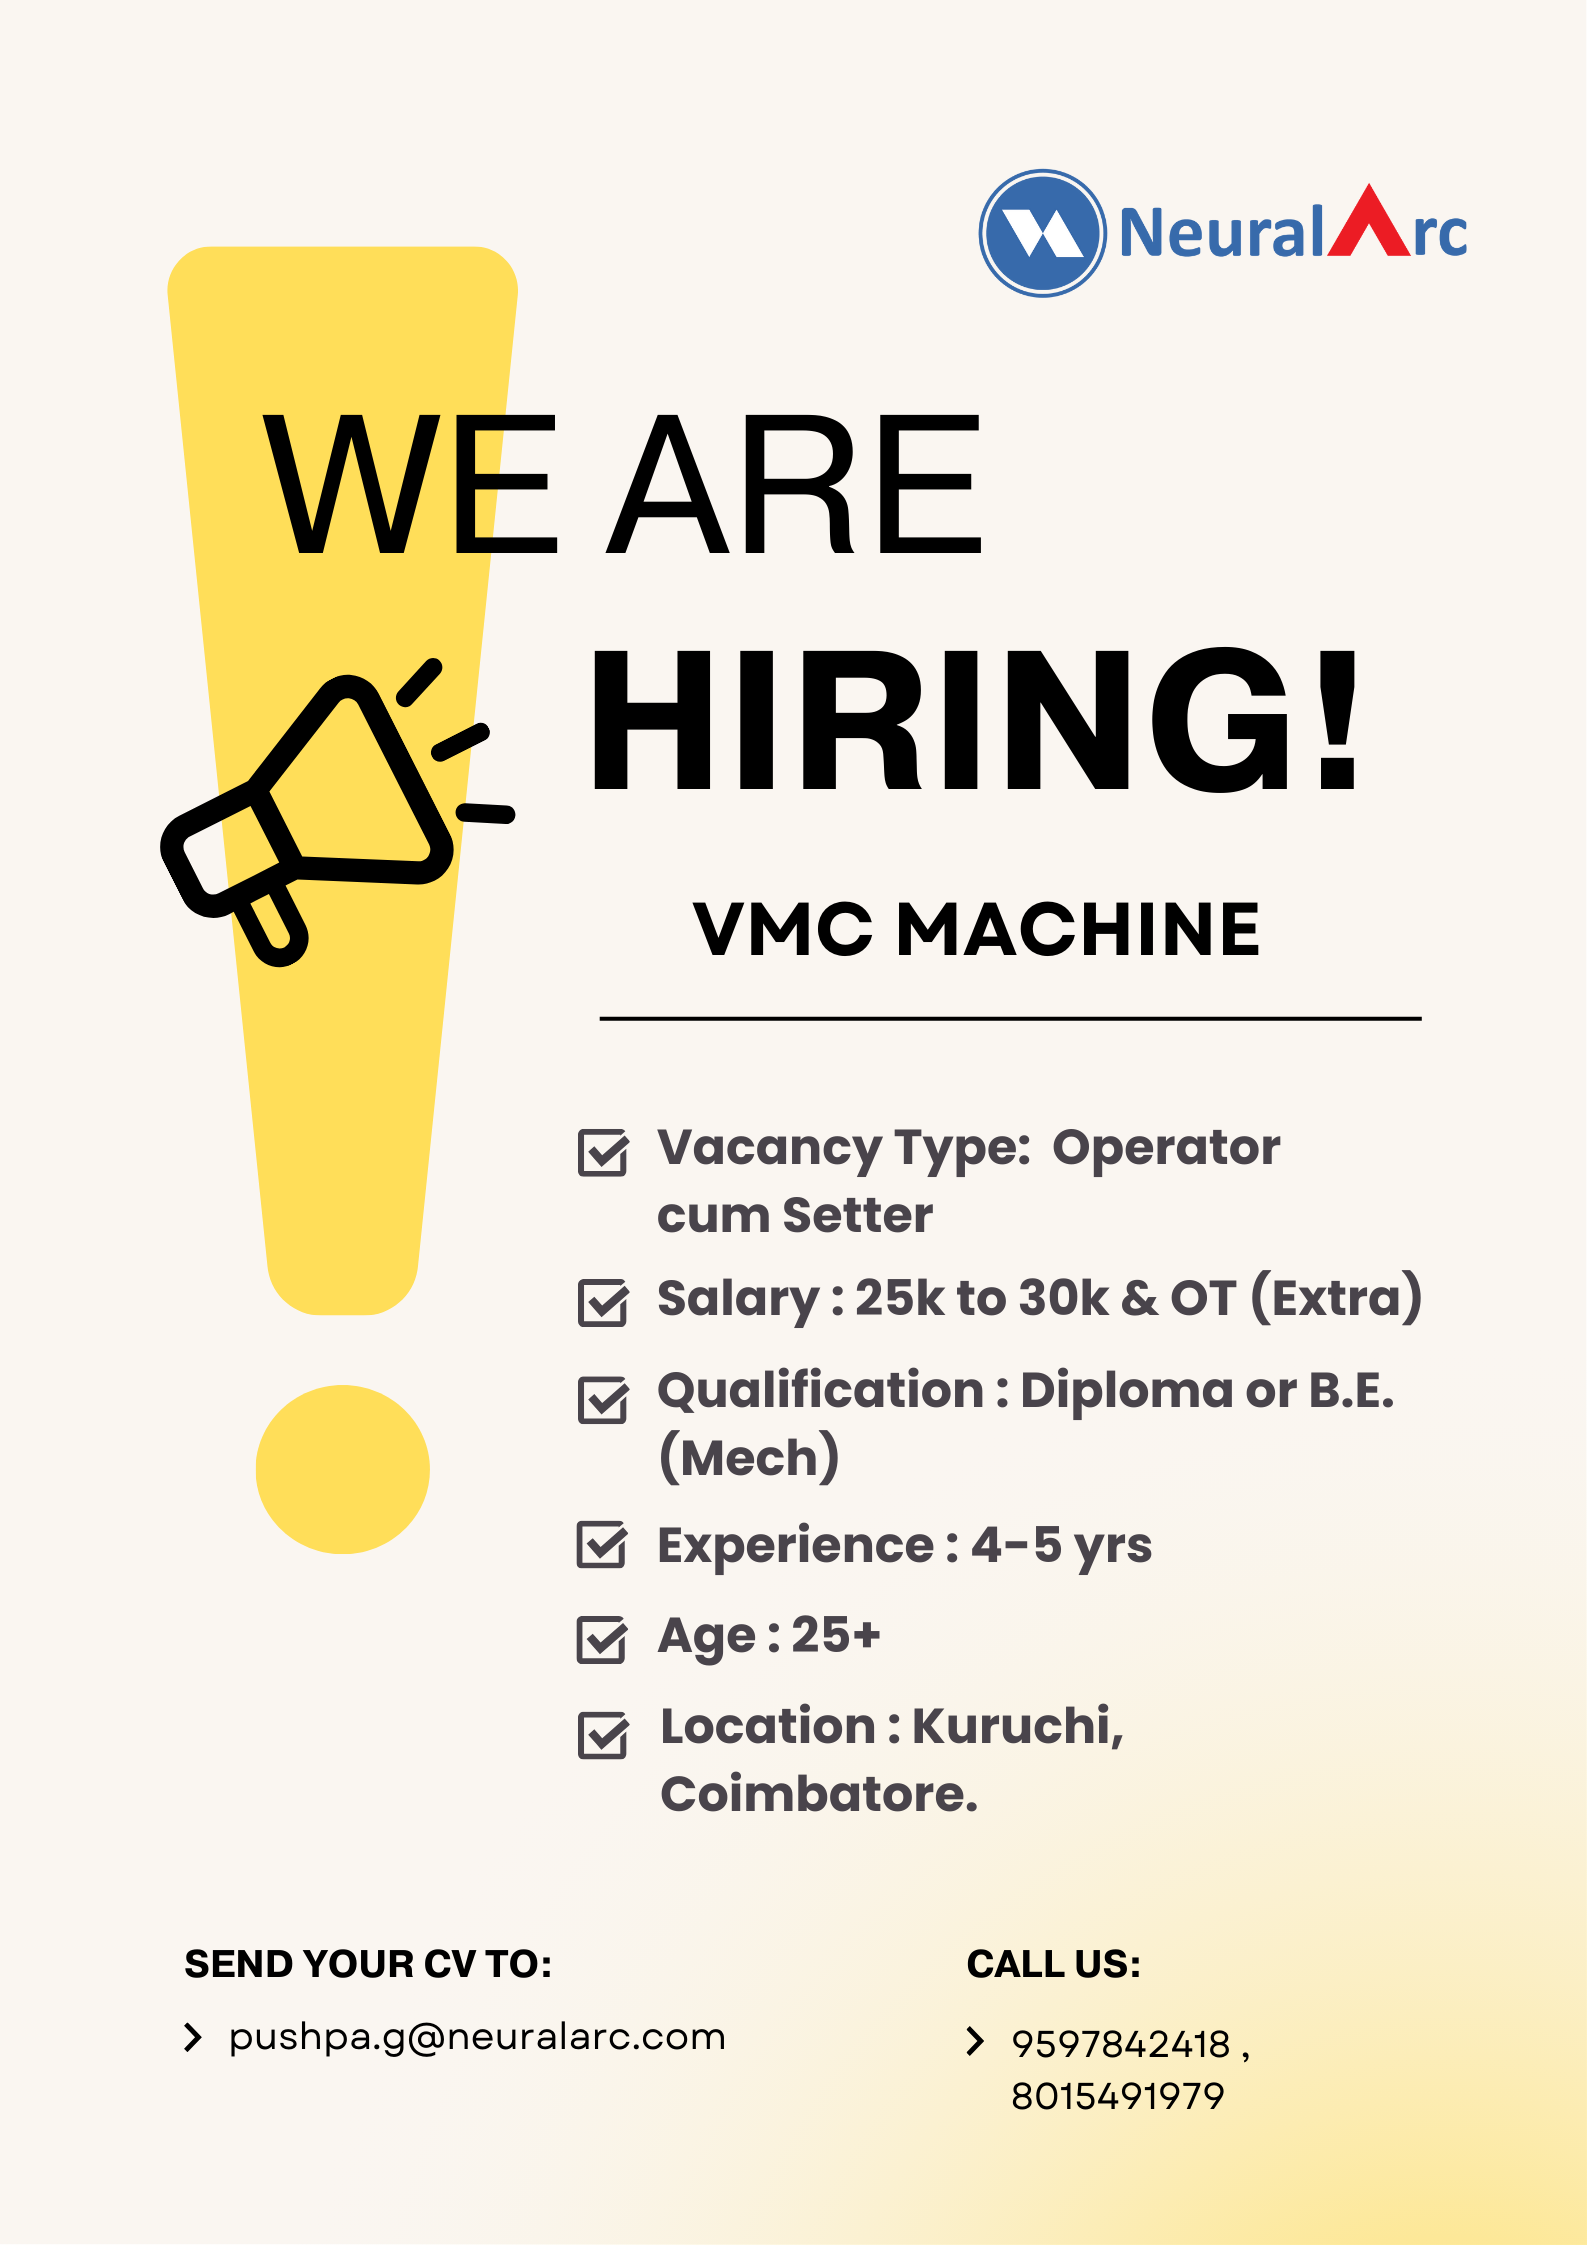 NeuralArc
WE ARE
HIRING!
VMC MACHINE
Vacancy Type:  Operator
cum Setter
Salary : 25k to 30k & OT (Extra)
Qualification : Diploma or B.E.
(Mech)
Experience : 4-5 yrs
Age : 25+
Location : Kuruchi,
Coimbatore.
SEND YOUR CV TO:
pushpa.g@neuralarc.com
CALL US:
9597842418 ,
8015491979